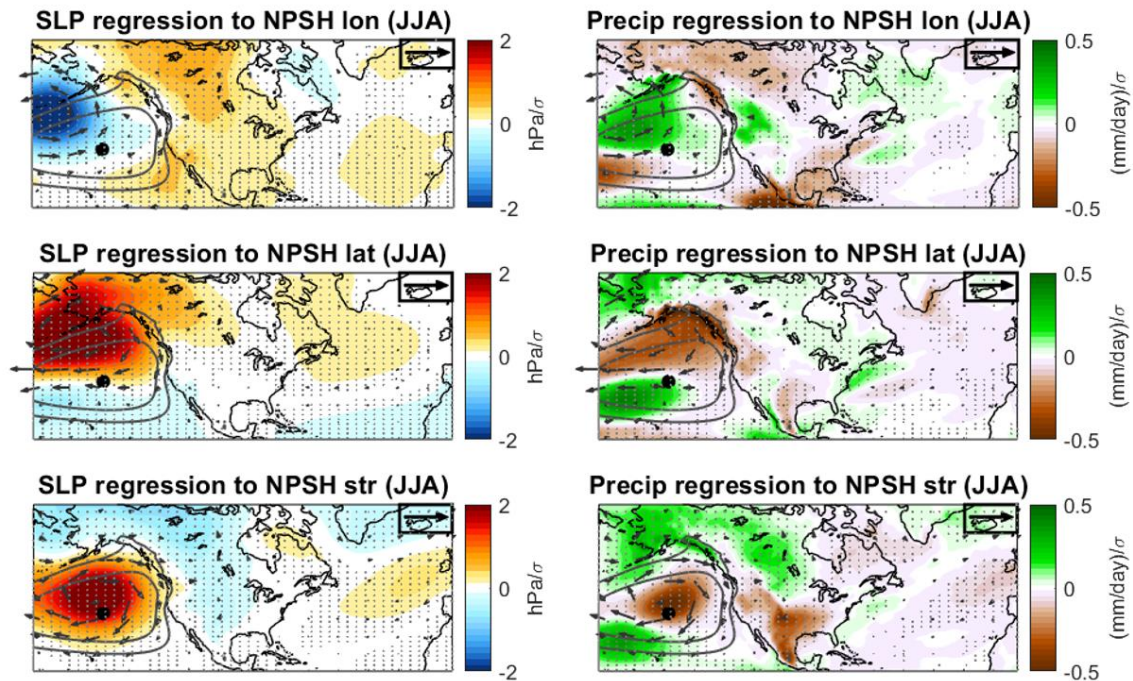 SLP regression to NPSH lon (JJA)
2
0
-2
hPa/σ
Precip regression to NPSH lon (JJA)
0.5
0
-0.5
(mm/day)/σ
SLP regression to NPSH lat (JJA)
2
0
-2
hPa/σ
Precip regression to NPSH lat (JJA)
0.5
0
-0.5
(mm/day)/σ
SLP regression to NPSH str (JJA)
2
0
-2
hPa/σ
Precip regression to NPSH str (JJA)
0.5
0
-0.5
(mm/day)/σ